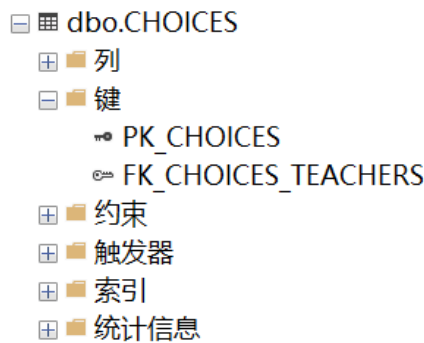 dbo.CHOICES
列
键
PK_CHOICES
FK_CHOICES_TEACHERS
约束
触发器
索引
统计信息